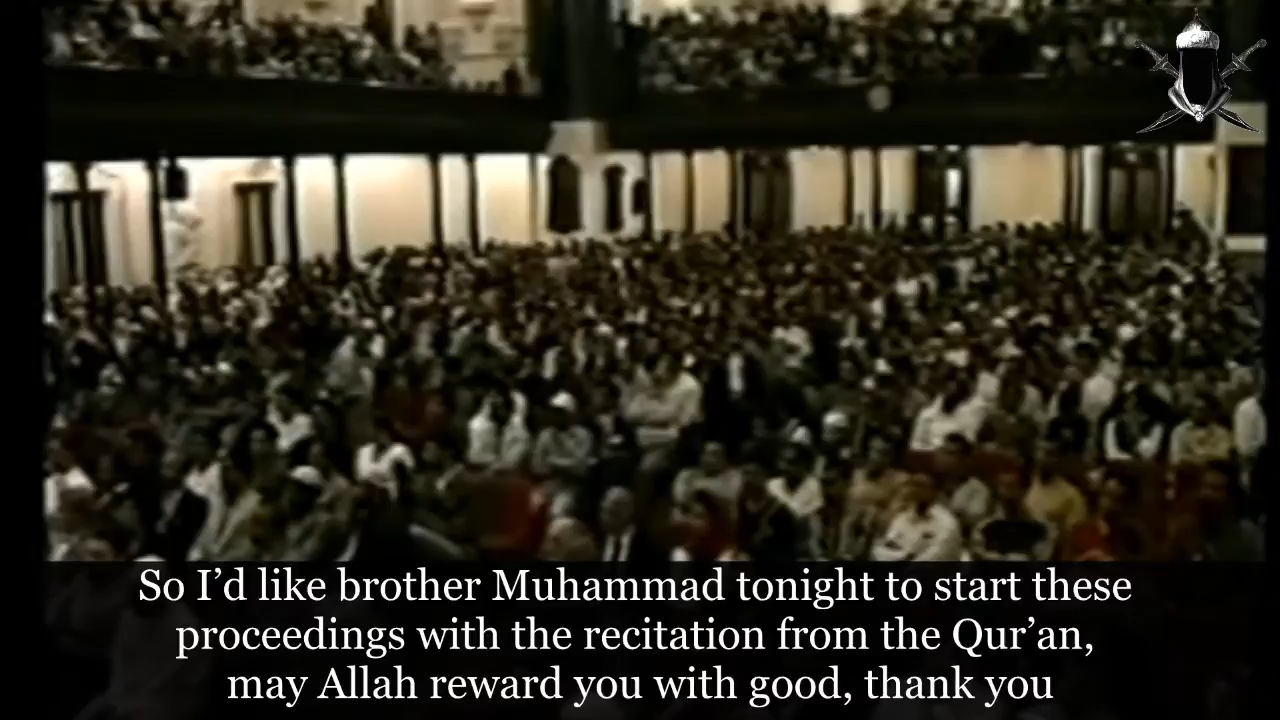 So I’d like brother Muhammad tonight to start these
proceedings with the recitation from the Qur’an,
may Allah reward you with good, thank you